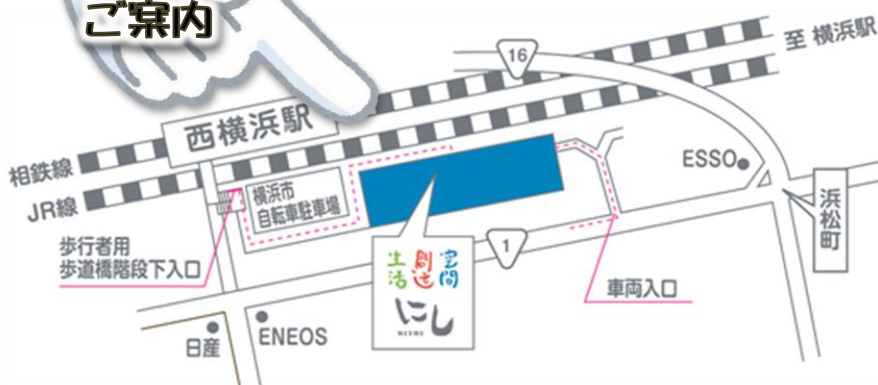 ご案内
16
至 横浜駅
西横浜駅
相鉄線
JR線
横浜市
自転車駐車場
ESSO
浜松町
歩行者用
歩道橋階段下入口
生活 創造 空間
にし
NISHI
1
車両入口
日産
ENEOS